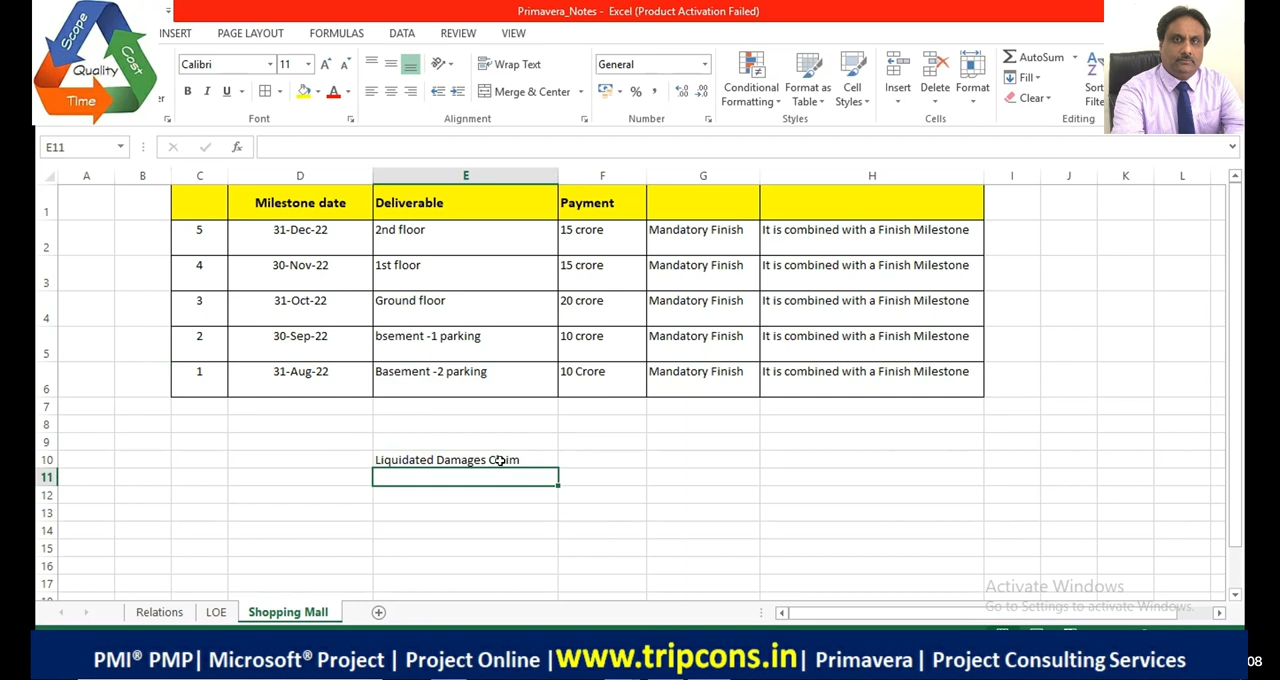 Primavera_Notes - Excel (Product Activation Failed)
Scope
Cost
Quality
Time
INSERT PAGE LAYOUT FORMULAS DATA REVIEW VIEW
Calibri 11 Wrap Text General AutoSum
Fill
B I U Merge & Center % Conditional Formatting Format as Table Cell Styles Insert Delete Format Clear Sort Filte
er Font Alignment Number Styles Cells Editing
E11 fx
A B C D E F G H I J K L
1 Milestone date Deliverable Payment
2 5 31-Dec-22 2nd floor 15 crore Mandatory Finish It is combined with a Finish Milestone
3 4 30-Nov-22 1st floor 15 crore Mandatory Finish It is combined with a Finish Milestone
4 3 31-Oct-22 Ground floor 20 crore Mandatory Finish It is combined with a Finish Milestone
5 2 30-Sep-22 bsement -1 parking 10 crore Mandatory Finish It is combined with a Finish Milestone
6 1 31-Aug-22 Basement -2 parking 10 Crore Mandatory Finish It is combined with a Finish Milestone
7
8
9
10 Liquidated Damages Claim
11
12
13
14
15
16
17
Activate Windows
Go to Settings to activate Windows.
Relations LOE Shopping Mall
PMI® PMP| Microsoft® Project | Project Online |www.tripcons.in| Primavera | Project Consulting Services
08